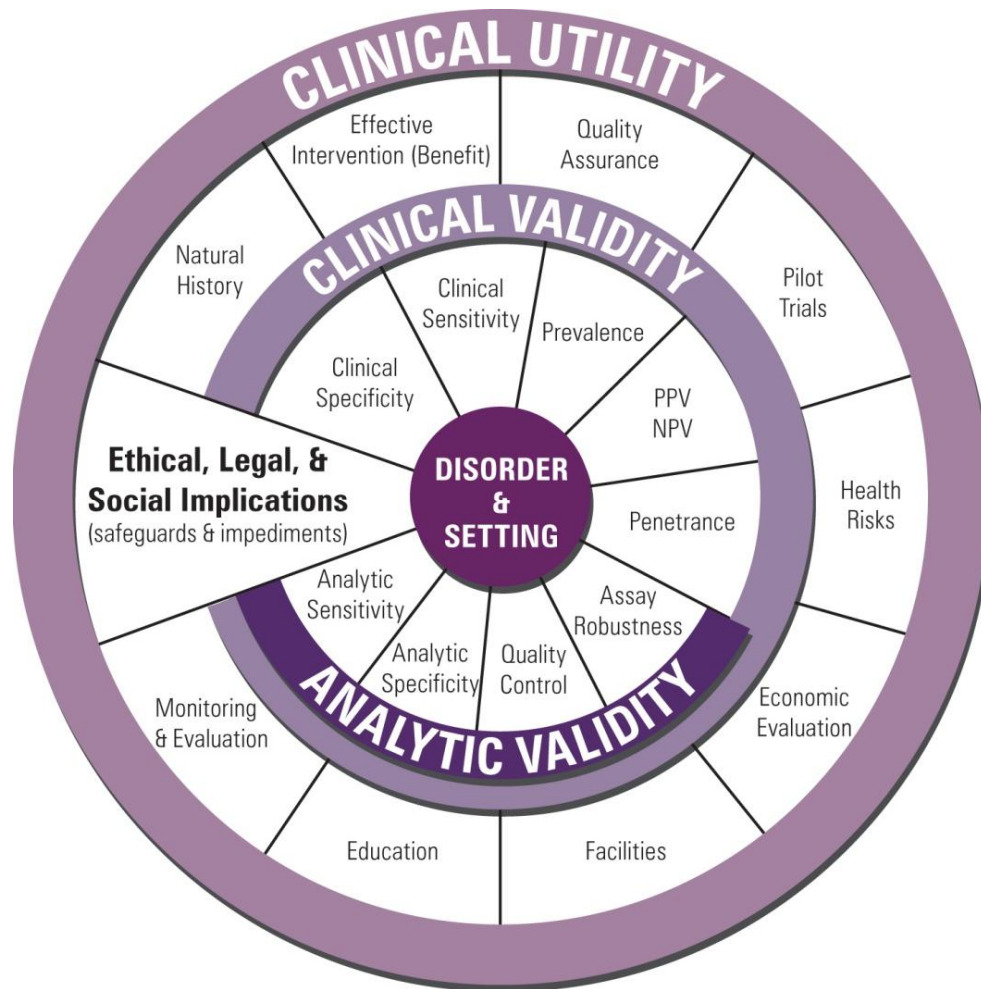 CLINICAL UTILITY
Effective
Intervention (Benefit)
Quality
Assurance
Natural
History
Pilot
Trials
Health
Risks
Economic
Evaluation
Facilities
Education
Monitoring
& Evaluation
CLINICAL VALIDITY
Clinical
Specificity
Clinical
Sensitivity
Prevalence
PPV
NPV
Penetrance
Ethical, Legal, &
Social Implications
(safeguards & impediments)
DISORDER
&
SETTING
Analytic
Sensitivity
Analytic
Specificity
Quality
Control
Assay
Robustness
ANALYTIC VALIDITY